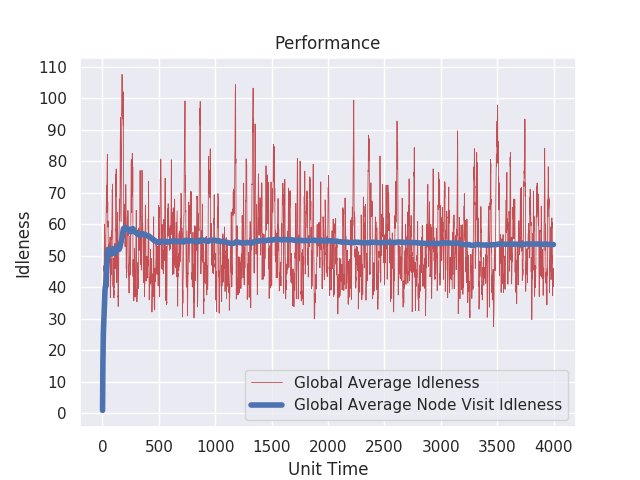 Performance
110
100
90
80
70
60
50
40
30
20
10
0
Idleness
Global Average Idleness
Global Average Node Visit Idleness
0 500 1000 1500 2000 2500 3000 3500 4000
Unit Time